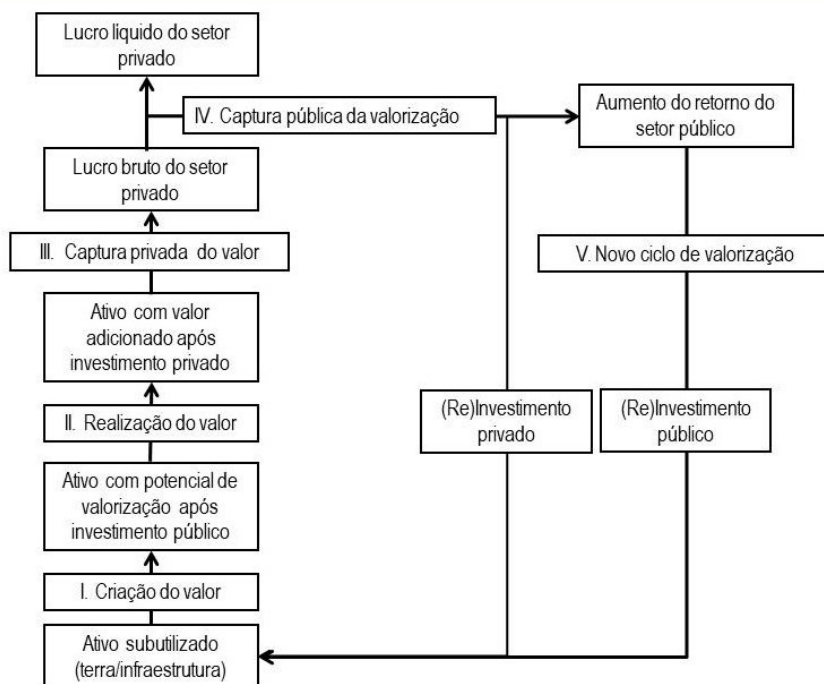 Lucro líquido do setor
privado
IV. Captura pública da valorização
Aumento do retorno do
setor público
Lucro bruto do setor
privado
III. Captura privada do valor
V. Novo ciclo de valorização
Ativo com valor
adicionado após
investimento privado
(Re)Investimento
privado
(Re)Investimento
público
II. Realização do valor
Ativo com potencial de
valorização após
investimento público
I. Criação do valor
Ativo subutilizado
(terra/infraestrutura)